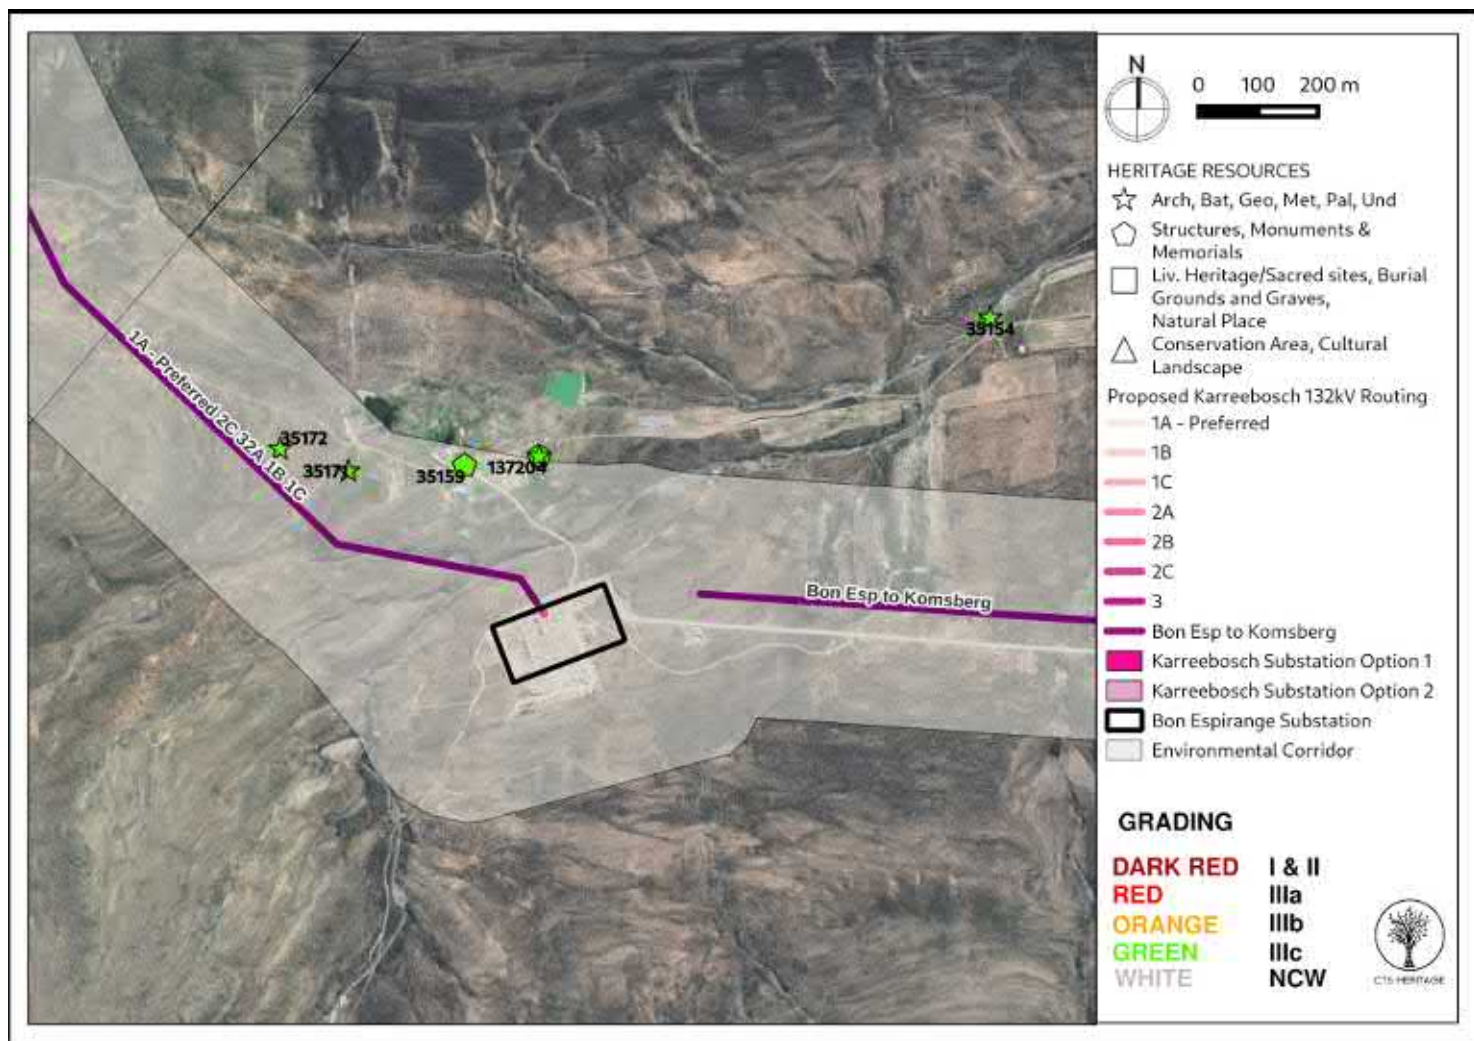 N
0 100 200 m
HERITAGE RESOURCES
Arch, Bat, Geo, Met, Pal, Und
Structures, Monuments &
Memorials
Liv. Heritage/Sacred sites, Burial
Grounds and Graves,
Natural Place
Conservation Area, Cultural
Landscape
Proposed Karreebosch 132kV Routing
1A - Preferred
1B
1C
2A
2B
2C
3
Bon Esp to Komsberg
Karreebosch Substation Option 1
Karreebosch Substation Option 2
Bon Espirange Substation
Environmental Corridor
GRADING
DARK RED I & II
RED IIIa
ORANGE IIIb
GREEN IIIc
WHITE NCW
CTS HERITAGE
35154
1A - Preferred 2C 32A 1B 1C
35172
35171
35159
137204
Bon Esp to Komsberg